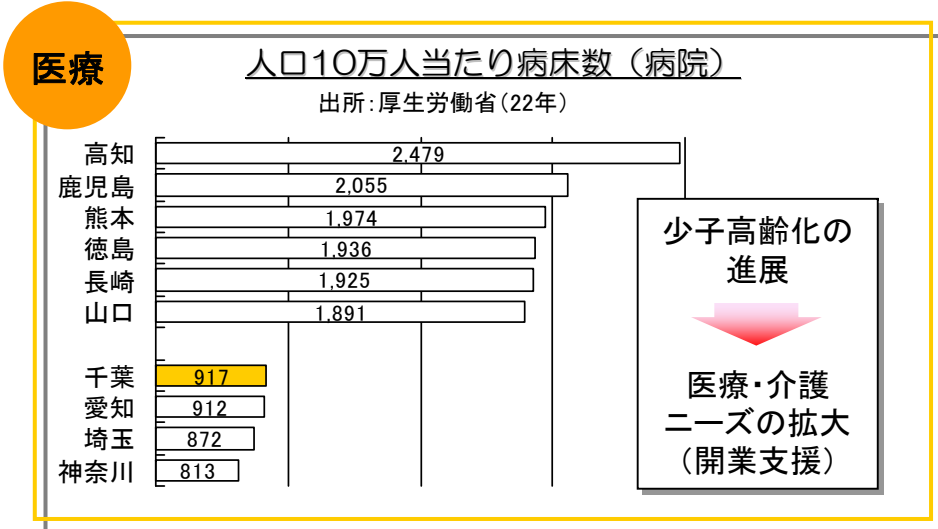 医療
人口10万人当たり病床数（病院）
出所：厚生労働省（22年）
高知 2,479
鹿児島 2,055
熊本 1,974
徳島 1,936
長崎 1,925
山口 1,891
千葉 917
愛知 912
埼玉 872
神奈川 813
少子高齢化の
進展
医療・介護
ニーズの拡大
（開業支援）